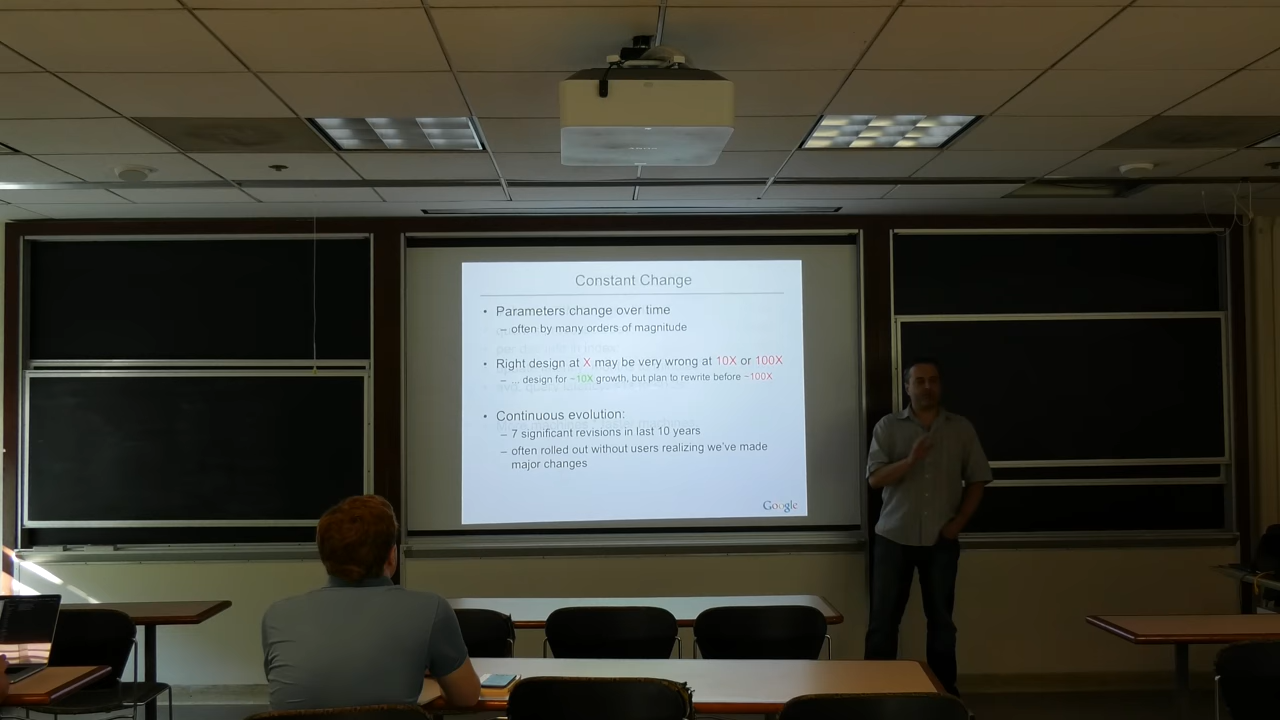 Constant Change
• Parameters change over time
– often by many orders of magnitude
• Right design at X may be very wrong at 10X or 100X
– ... design for ~10X growth, but plan to rewrite before ~100X
• Continuous evolution:
– 7 significant revisions in last 10 years
– often rolled out without users realizing we've made
major changes
Google